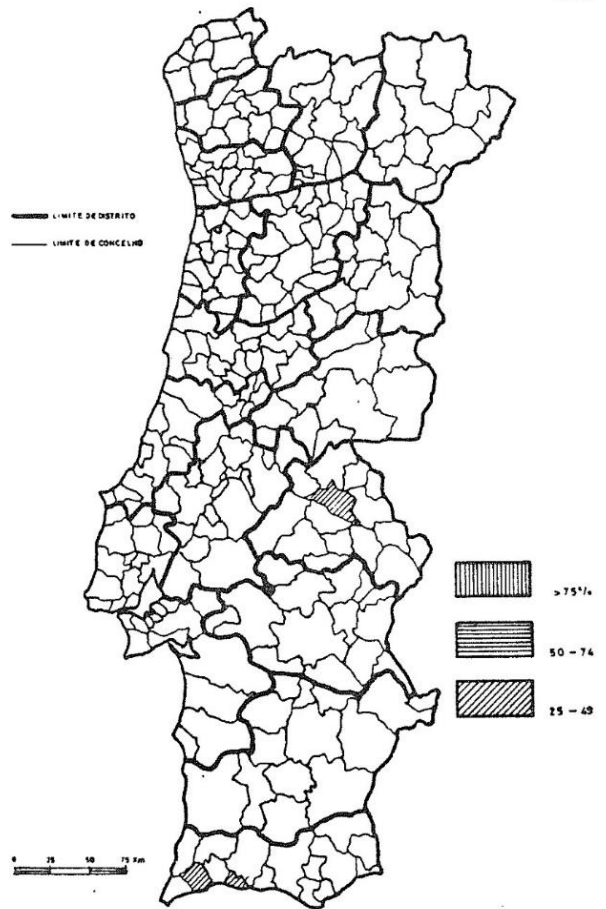 LIMITE DE DISTRITO
LIMITE DE CONCELHO
>75%
50 - 74
25 - 49
0 25 50 75 Km